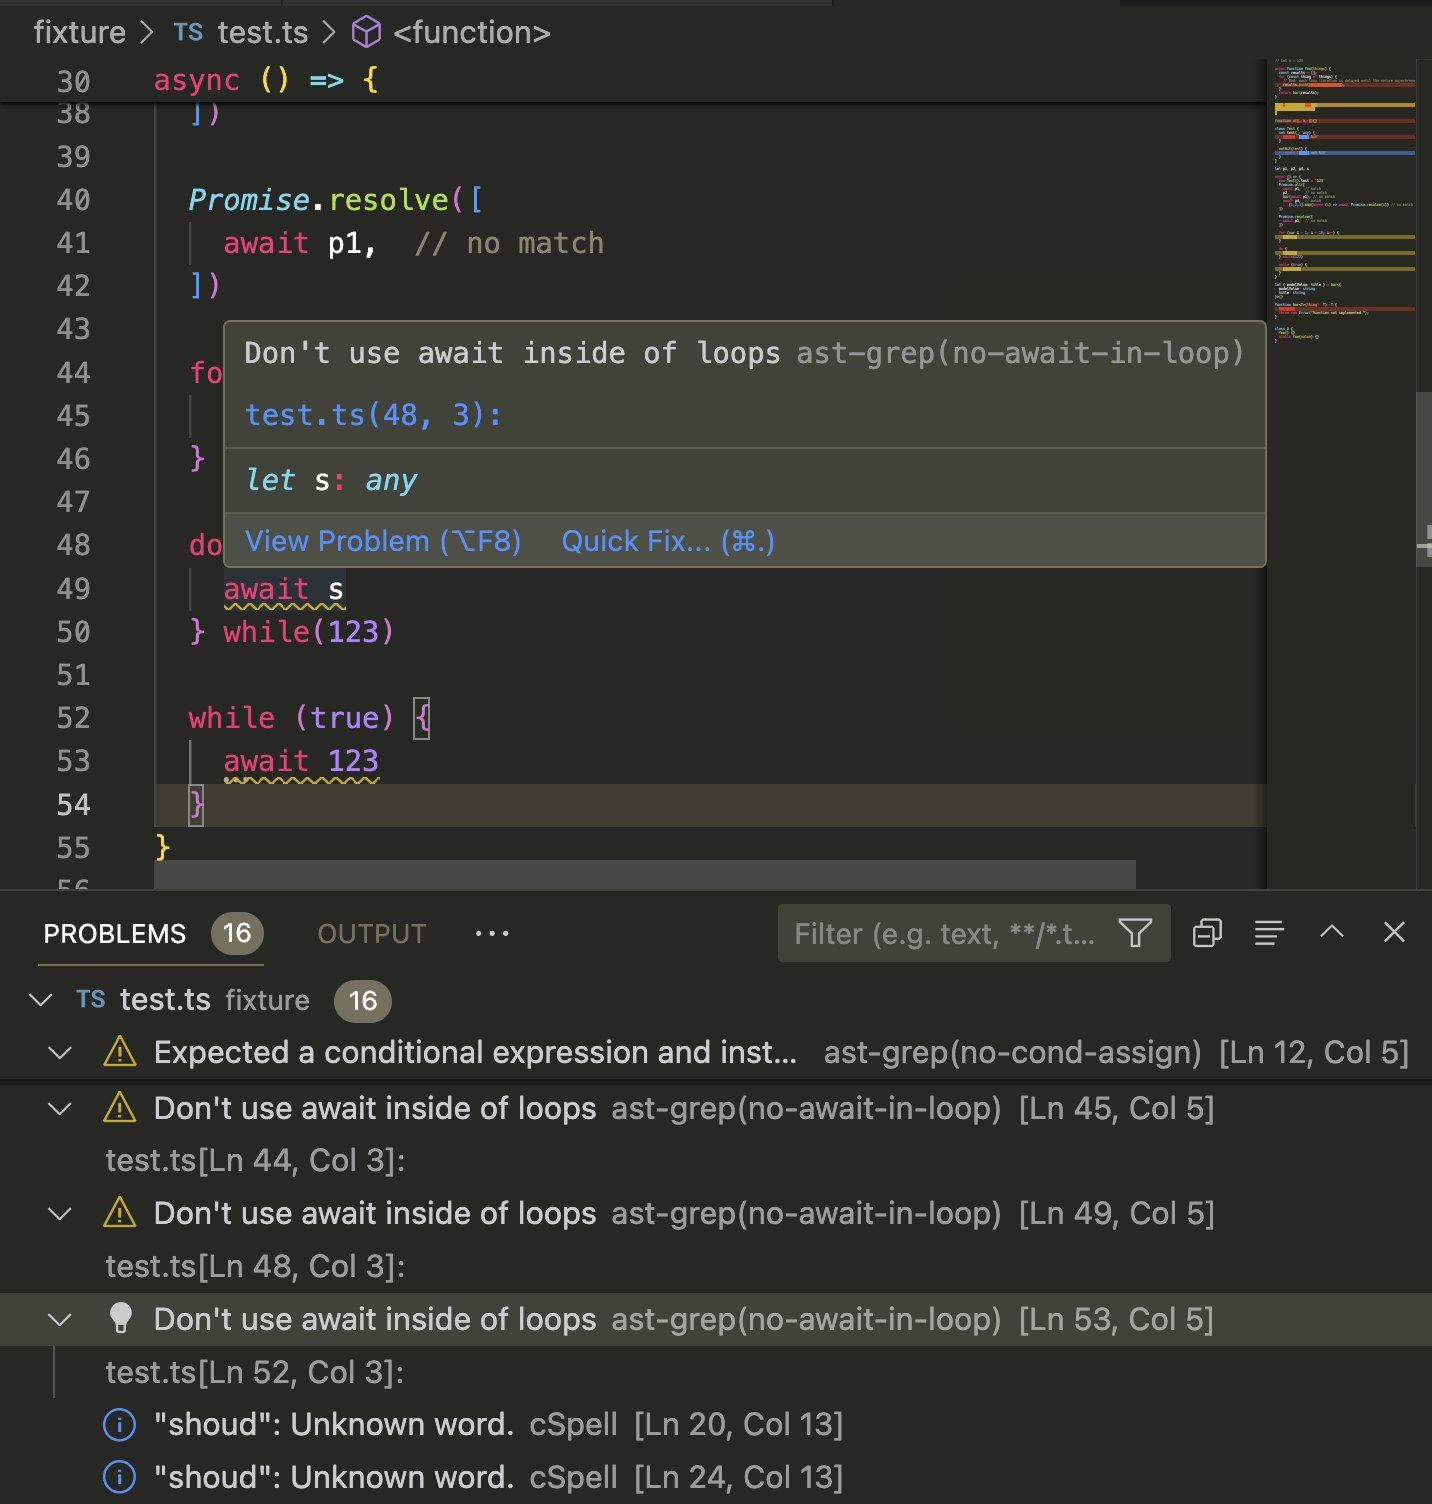 fixture > TS test.ts > <function>
30 async () => {
38 ])
39
40 Promise.resolve([
41 await p1, // no match
42 ])
43
Don't use await inside of loops ast-grep(no-await-in-loop)
44 fo
test.ts(48, 3):
45
46 }
let s: any
47
48 do
View Problem (⌥F8) Quick Fix... (⌘.)
49 await s
50 } while(123)
51
52 while (true) {
53 await 123
54 }
55 }
56
PROBLEMS 16 OUTPUT ··· Filter (e.g. text, **/*.t...
TS test.ts fixture 16
Expected a conditional expression and inst... ast-grep(no-cond-assign) [Ln 12, Col 5]
Don't use await inside of loops ast-grep(no-await-in-loop) [Ln 45, Col 5]
test.ts[Ln 44, Col 3]:
Don't use await inside of loops ast-grep(no-await-in-loop) [Ln 49, Col 5]
test.ts[Ln 48, Col 3]:
Don't use await inside of loops ast-grep(no-await-in-loop) [Ln 53, Col 5]
test.ts[Ln 52, Col 3]:
"shoud": Unknown word. cSpell [Ln 20, Col 13]
"shoud": Unknown word. cSpell [Ln 24, Col 13]